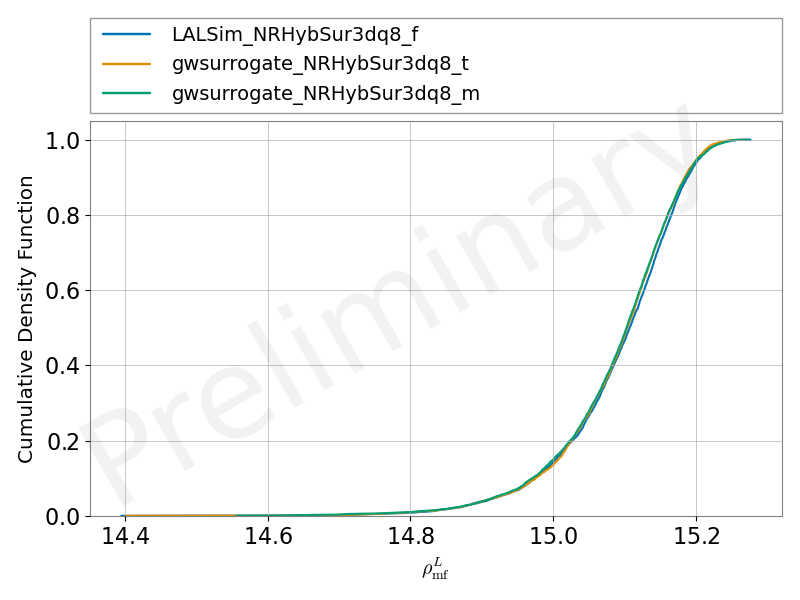 LALSim_NRHybSur3dq8_f
gwsurrogate_NRHybSur3dq8_t
gwsurrogate_NRHybSur3dq8_m
Preliminary
Cumulative Density Function
1.0
0.8
0.6
0.4
0.2
0.0
14.4 14.6 14.8 15.0 15.2
ρ_mf^L